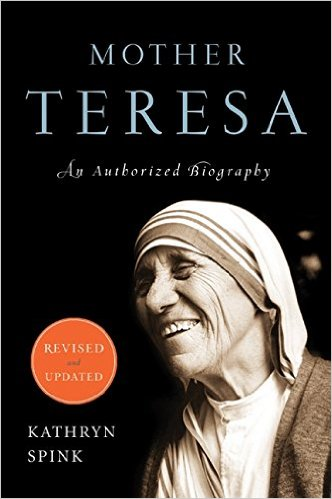 MOTHER
TERESA
An Authorized Biography
REVISED
and
UPDATED
KATHRYN
SPINK